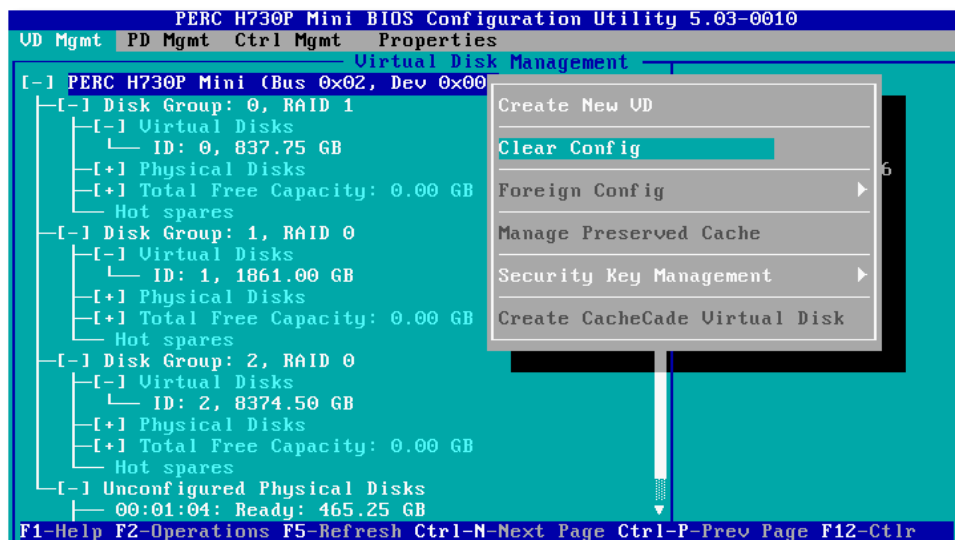 PERC H730P Mini BIOS Configuration Utility 5.03-0010
VD Mgmt PD Mgmt Ctrl Mgmt Properties
Virtual Disk Management
[-] PERC H730P Mini (Bus 0x02, Dev 0x00
[-] Disk Group: 0, RAID 1
[-] Virtual Disks
ID: 0, 837.75 GB
[+] Physical Disks
[+] Total Free Capacity: 0.00 GB
Hot spares
[-] Disk Group: 1, RAID 0
[-] Virtual Disks
ID: 1, 1861.00 GB
[+] Physical Disks
[+] Total Free Capacity: 0.00 GB
Hot spares
[-] Disk Group: 2, RAID 0
[-] Virtual Disks
ID: 2, 8374.50 GB
[+] Physical Disks
[+] Total Free Capacity: 0.00 GB
Hot spares
[-] Unconfigured Physical Disks
00:01:04: Ready: 465.25 GB
Create New VD
Clear Config
Foreign Config
Manage Preserved Cache
Security Key Management
Create CacheCade Virtual Disk
6
F1-Help F2-Operations F5-Refresh Ctrl-N-Next Page Ctrl-P-Prev Page F12-Ctlr